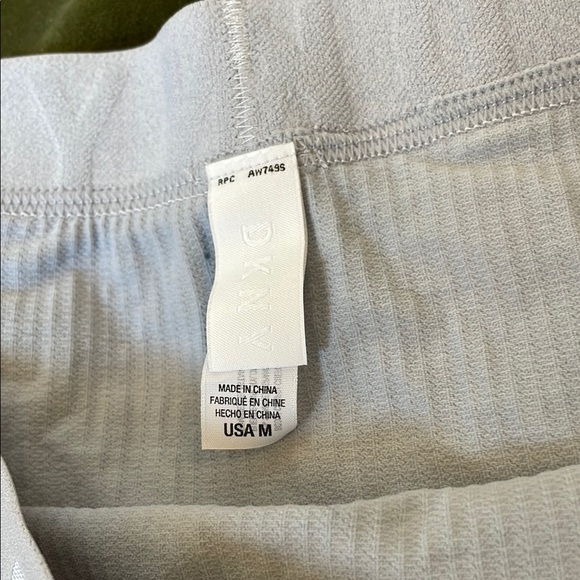 RPC AW749S
DKNY
MADE IN CHINA
FABRIQUÉ EN CHINE
HECHO EN CHINA
USA M